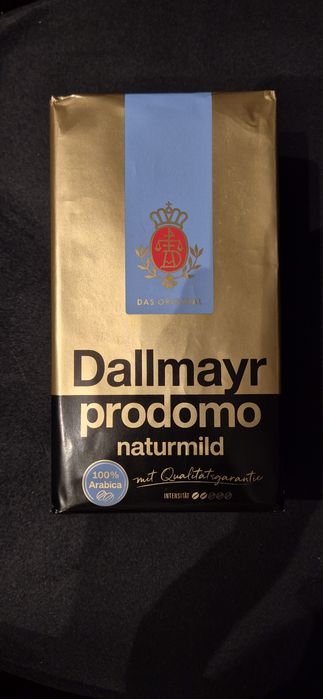 DAS ORIGINAL
Dallmayr
prodomo
naturmild
100%
Arabica
mit Qualitätsgarantie
INTENSITÄT